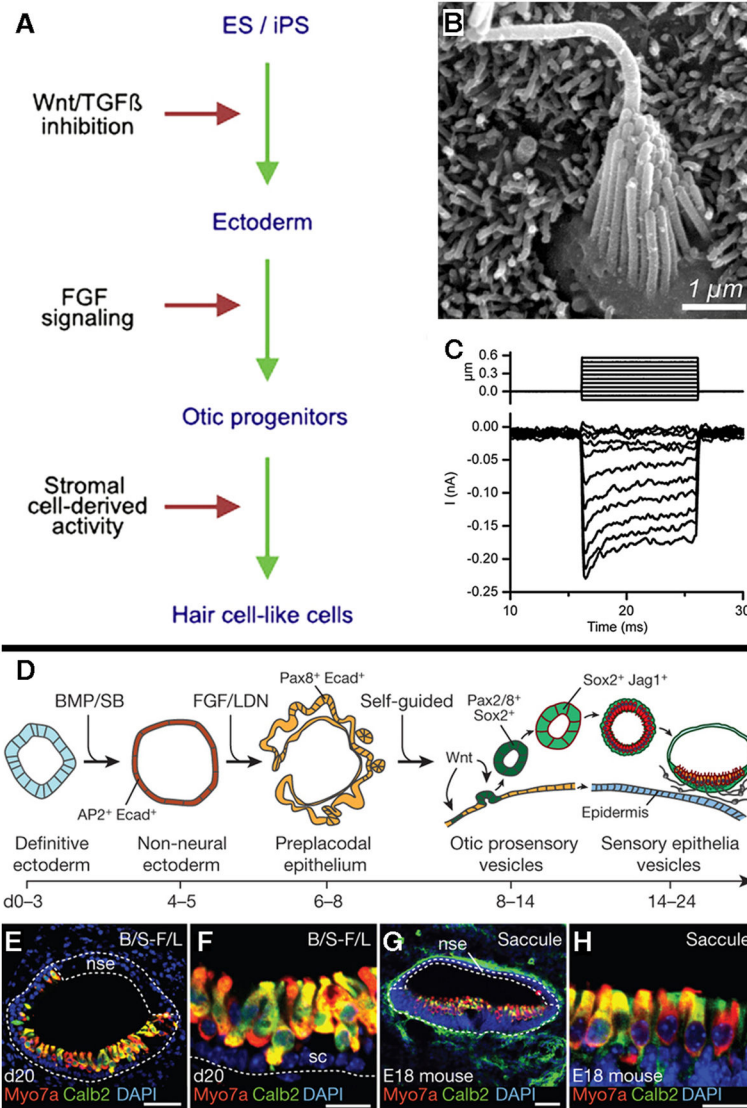 A
ES / iPS
Wnt/TGFß
inhibition
Ectoderm
FGF
signaling
Otic progenitors
Stromal
cell-derived
activity
Hair cell-like cells
B
1 µm
C
0.6
0.3
0.0
µm
0.00
-0.05
-0.10
-0.15
-0.20
-0.25
I (nA)
10
20
30
Time (ms)
D
BMP/SB
FGF/LDN
Pax8⁺ Ecad⁺
Self-guided
Pax2/8⁺
Sox2⁺
Sox2⁺ Jag1⁺
Wnt
AP2⁺ Ecad⁺
Epidermis
Definitive
ectoderm
Non-neural
ectoderm
Preplacodal
epithelium
Otic prosensory
vesicles
Sensory epithelia
vesicles
d0–3
4–5
6–8
8–14
14–24
E
B/S-F/L
nse
d20
Myo7a Calb2 DAPI
F
B/S-F/L
sc
d20
Myo7a Calb2 DAPI
G
Saccule
nse
E18 mouse
Myo7a Calb2 DAPI
H
Saccule
E18 mouse
Myo7a Calb2 DAPI